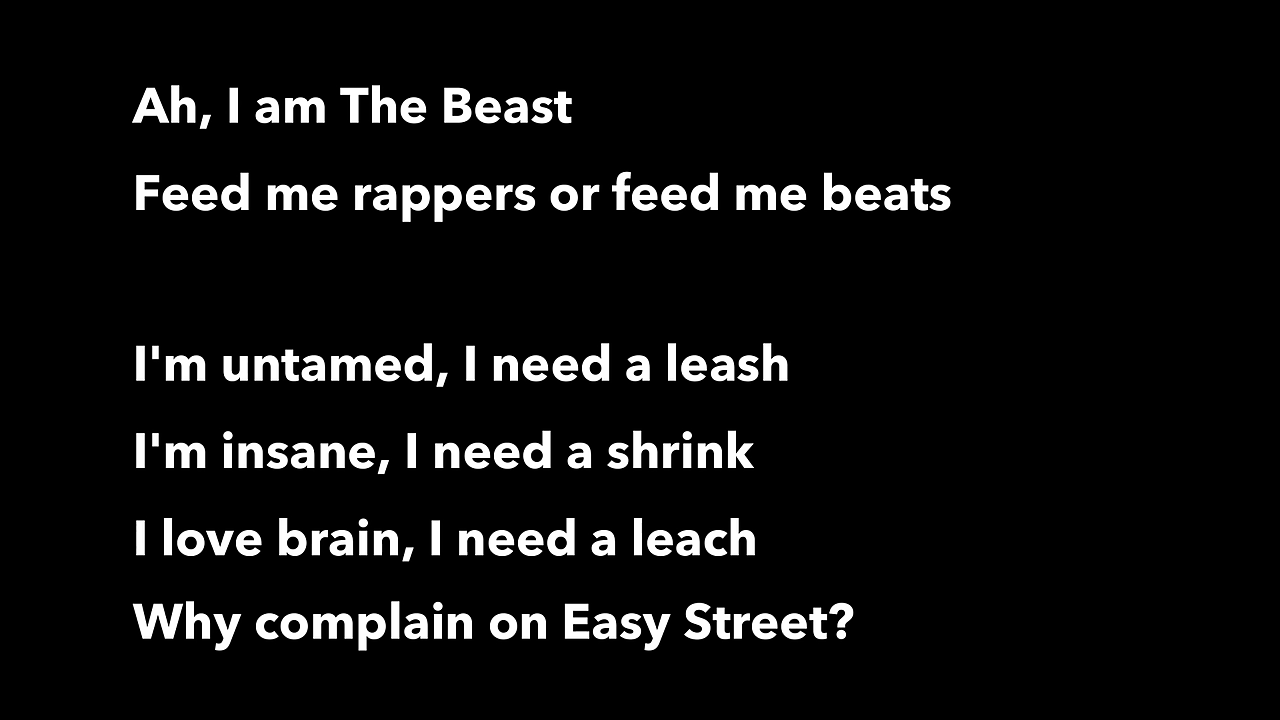 Ah, I am The Beast
Feed me rappers or feed me beats
I'm untamed, I need a leash
I'm insane, I need a shrink
I love brain, I need a leach
Why complain on Easy Street?